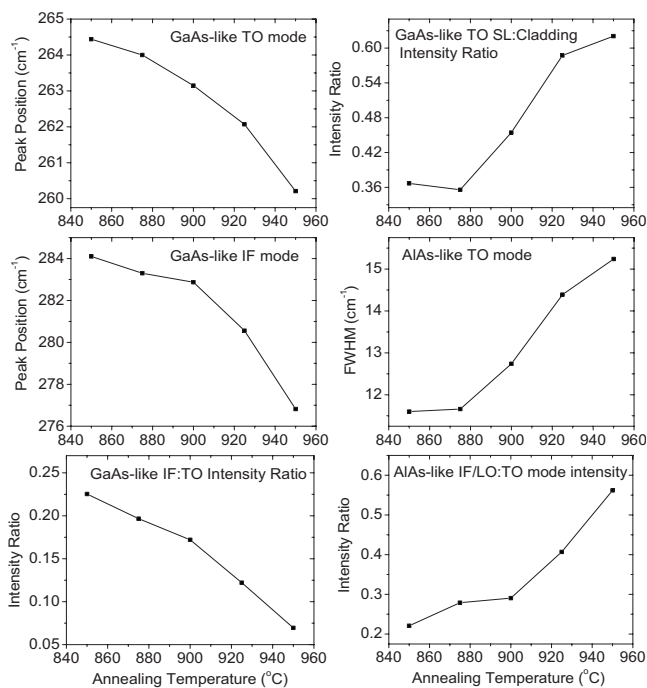 GaAs-like TO mode
Peak Position (cm⁻¹)
265
264
263
262
261
260
840 860 880 900 920 940 960
GaAs-like TO SL:Cladding
Intensity Ratio
Intensity Ratio
0.60
0.48
0.36
840 860 880 900 920 940 960
GaAs-like IF mode
Peak Position (cm⁻¹)
284
282
280
278
276
840 860 880 900 920 940 960
AlAs-like TO mode
FWHM (cm⁻¹)
15
14
13
12
11
840 860 880 900 920 940 960
GaAs-like IF:TO Intensity Ratio
Intensity Ratio
0.25
0.20
0.15
0.10
0.05
840 860 880 900 920 940 960
Annealing Temperature (°C)
AlAs-like IF/LO:TO mode intensity
Intensity Ratio
0.6
0.5
0.4
0.3
0.2
840 860 880 900 920 940 960
Annealing Temperature (°C)